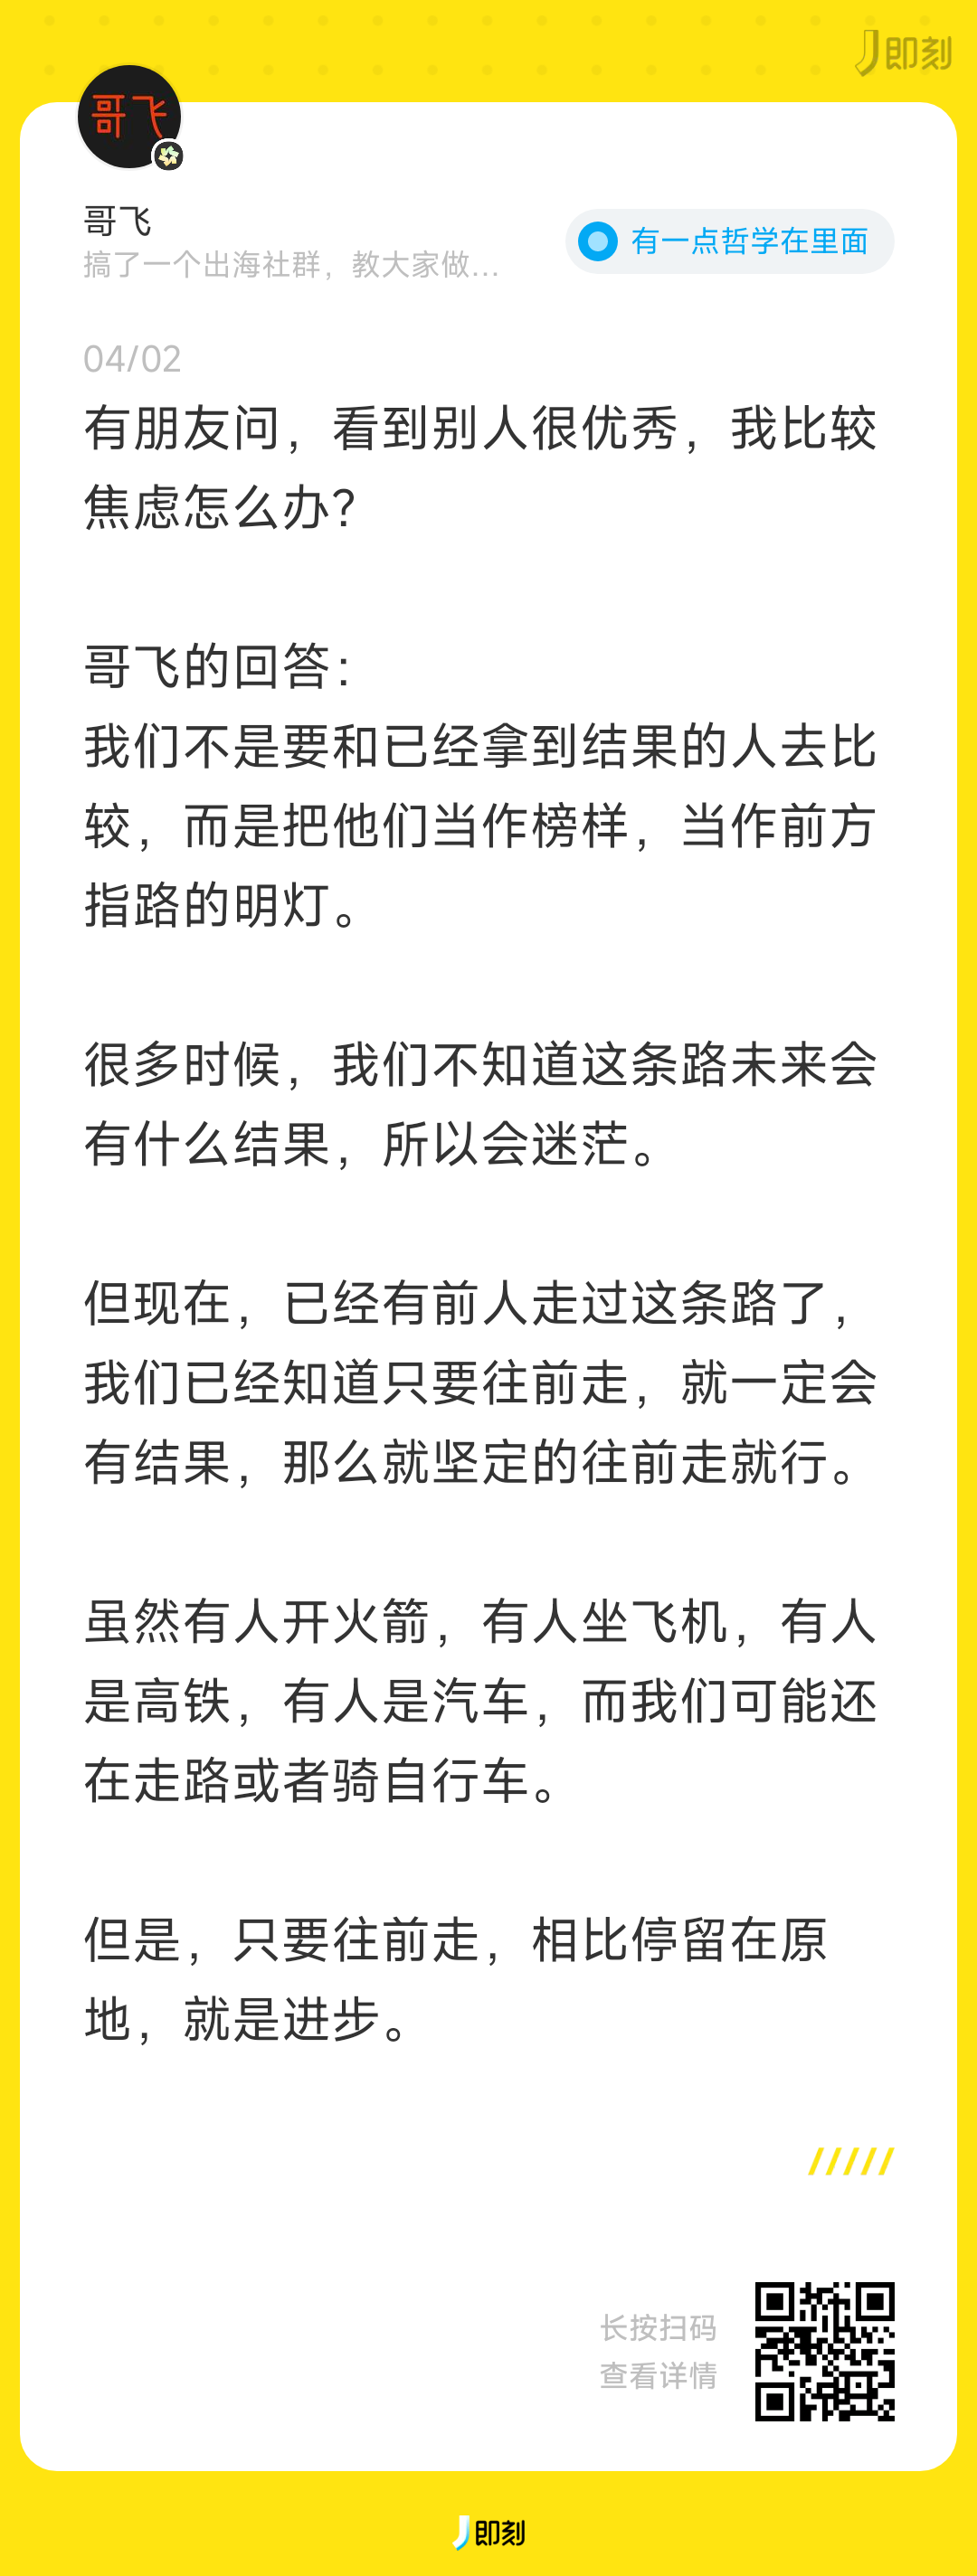 即刻
哥飞
哥飞
搞了一个出海社群，教大家做...
有一点哲学在里面
04/02
有朋友问，看到别人很优秀，我比较
焦虑怎么办？
哥飞的回答：
我们不是要和已经拿到结果的人去比
较，而是把他们当作榜样，当作前方
指路的明灯。
很多时候，我们不知道这条路未来会
有什么结果，所以会迷茫。
但现在，已经有前人走过这条路了，
我们已经知道只要往前走，就一定会
有结果，那么就坚定的往前走就行。
虽然有人开火箭，有人坐飞机，有人
是高铁，有人是汽车，而我们可能还
在走路或者骑自行车。
但是，只要往前走，相比停留在原
地，就是进步。
长按扫码
查看详情
即刻